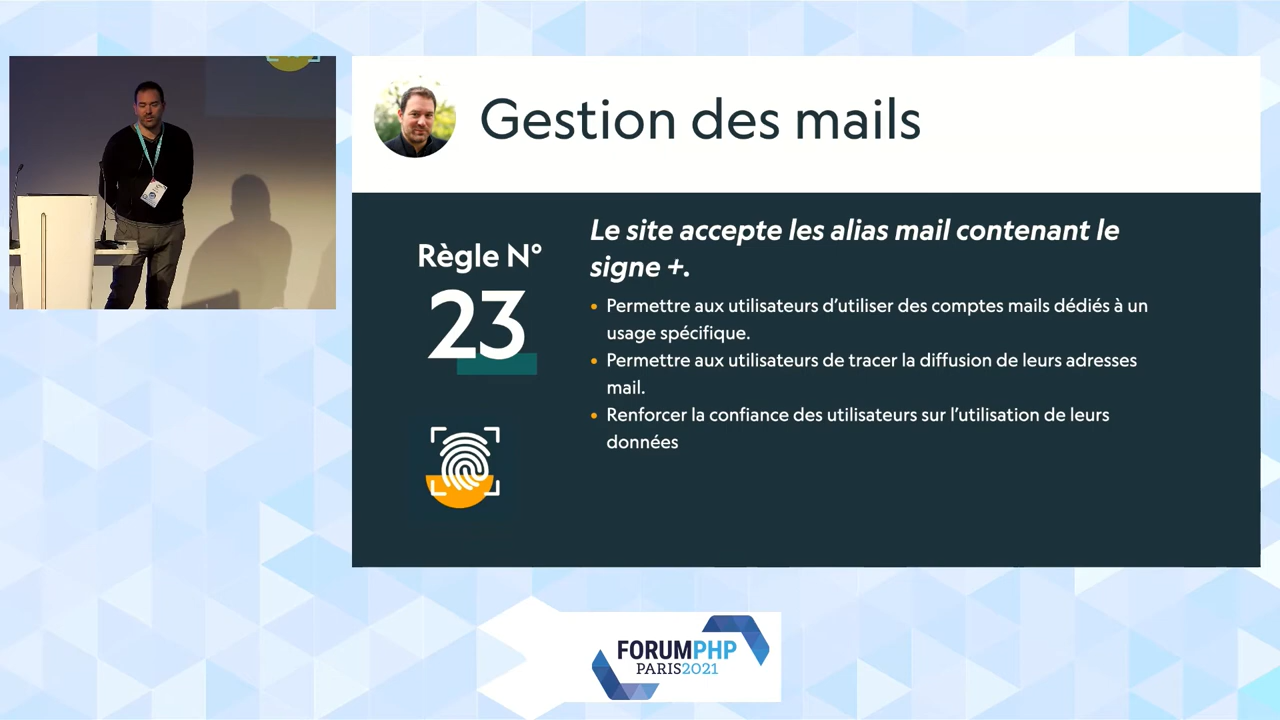 Gestion des mails
Règle N°
23
Le site accepte les alias mail contenant le
signe +.
• Permettre aux utilisateurs d'utiliser des comptes mails dédiés à un
usage spécifique.
• Permettre aux utilisateurs de tracer la diffusion de leurs adresses
mail.
• Renforcer la confiance des utilisateurs sur l'utilisation de leurs
données
FORUMPHP
PARIS2021